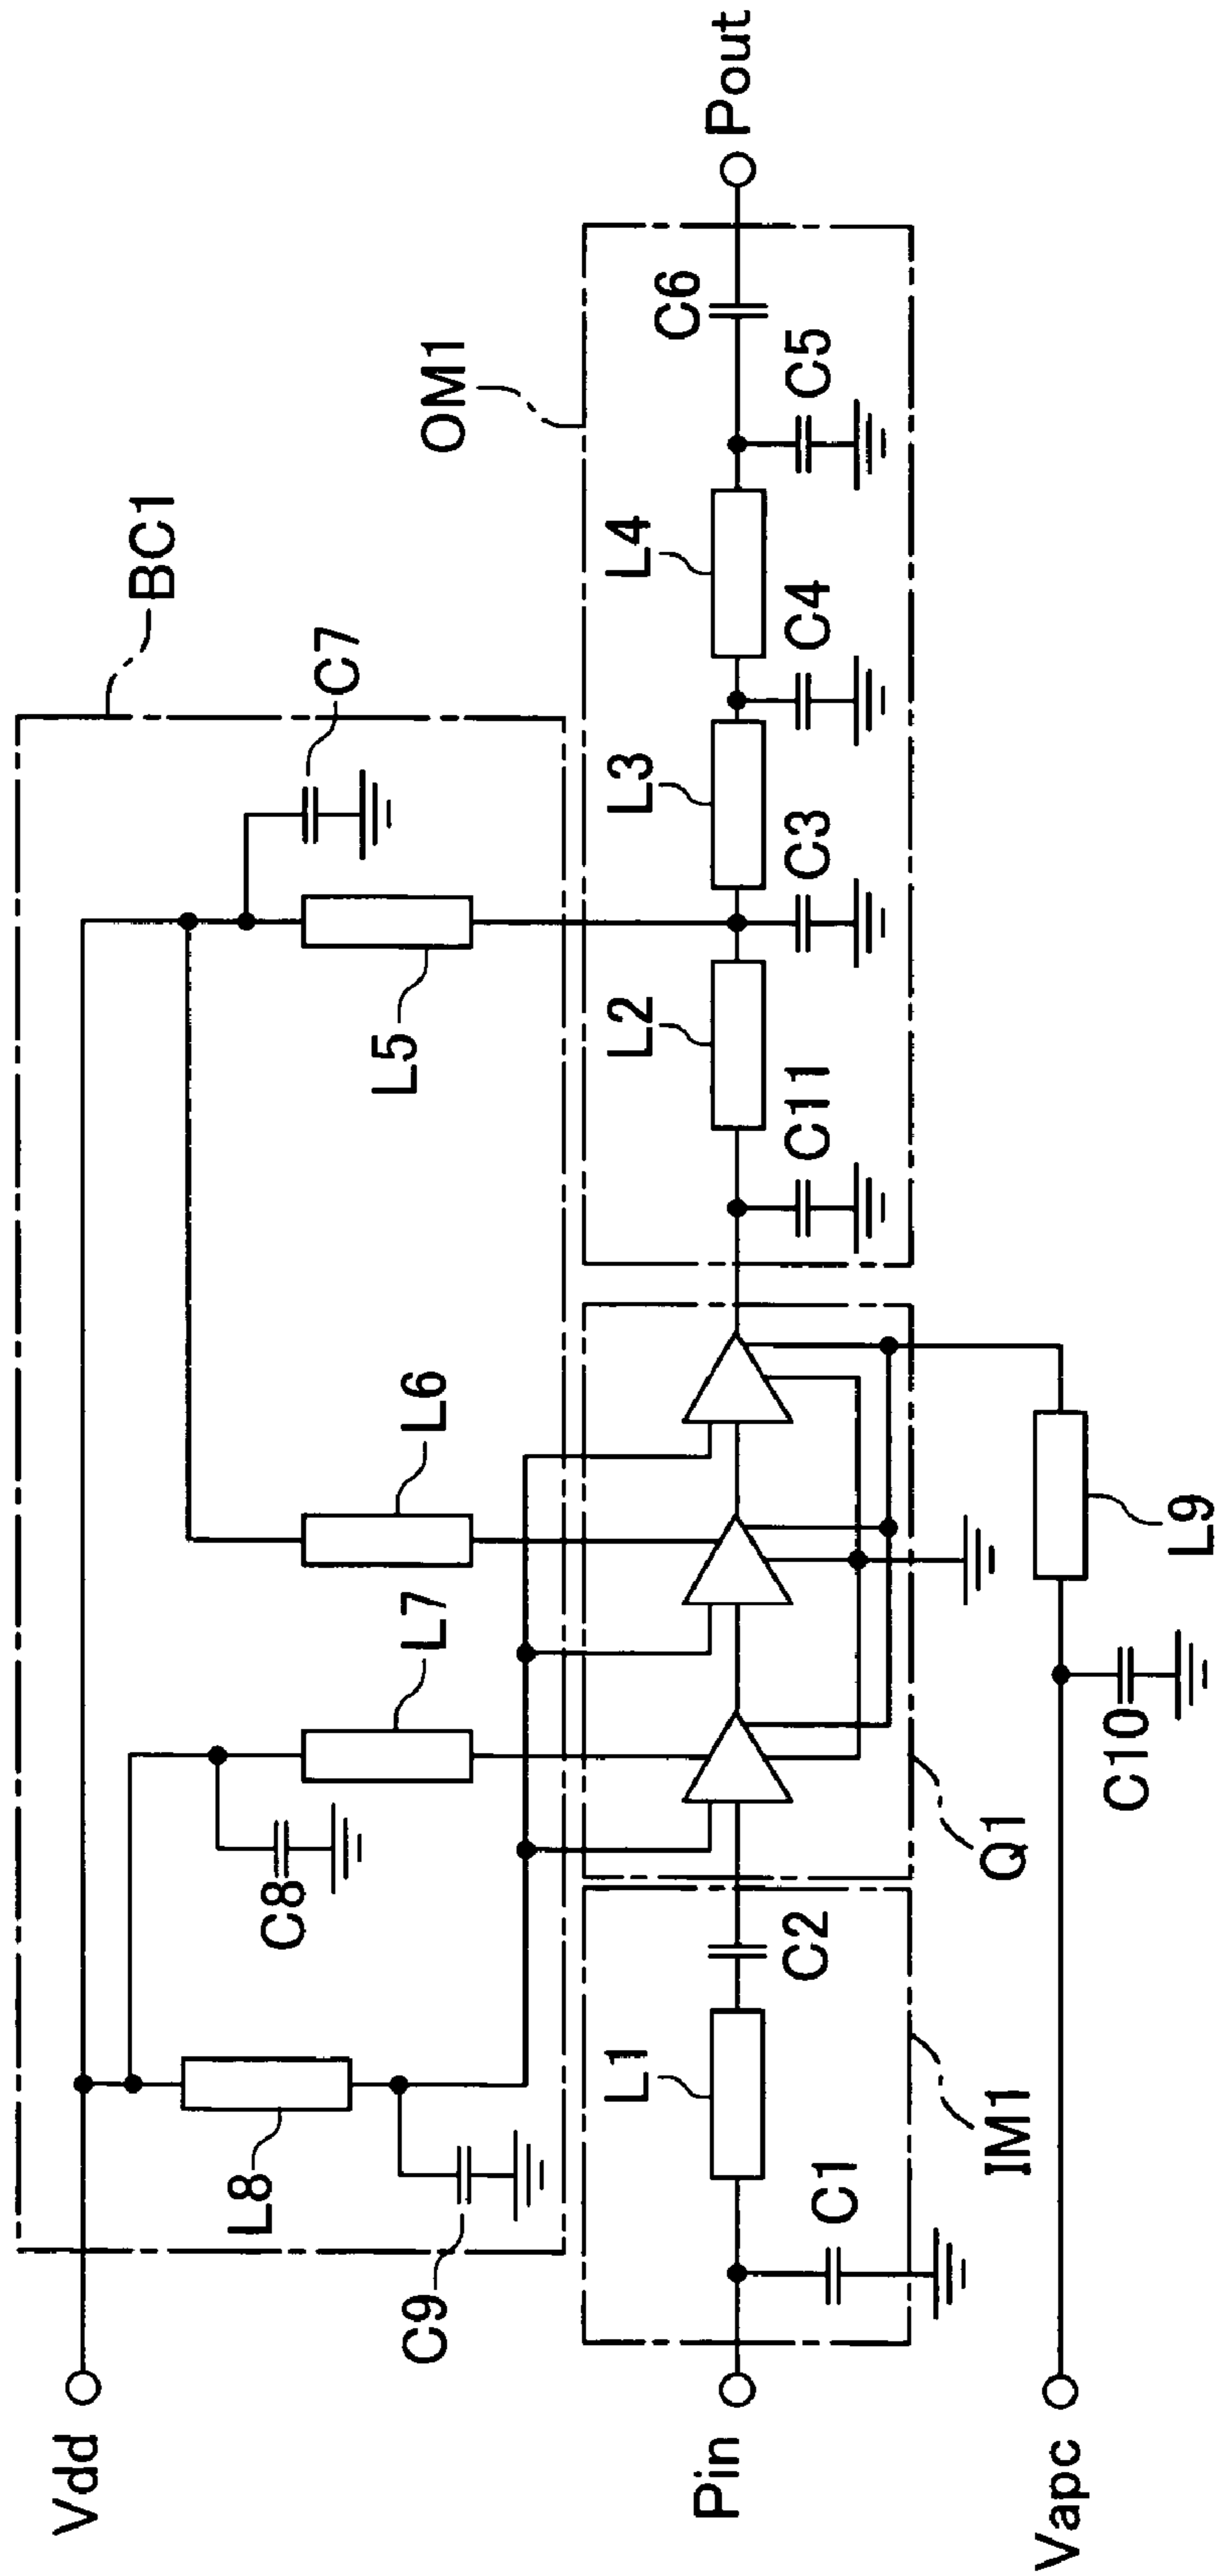 BC1
C7
L5
L6
L7
C8
L8
C9
Vdd
OM1
C6
C5
L4
C4
L3
C3
L2
C11
Pout
Q1
C2
L1
C1
IM1
Pin
L9
C10
Vapc